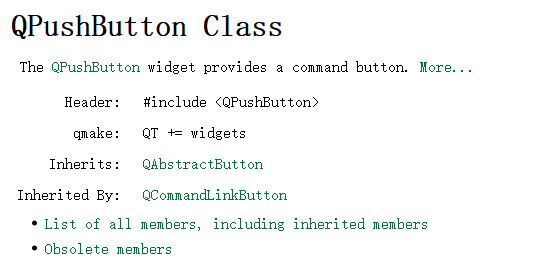 QPushButton Class
The QPushButton widget provides a command button. More...
Header: #include <QPushButton>
qmake: QT += widgets
Inherits: QAbstractButton
Inherited By: QCommandLinkButton
• List of all members, including inherited members
• Obsolete members